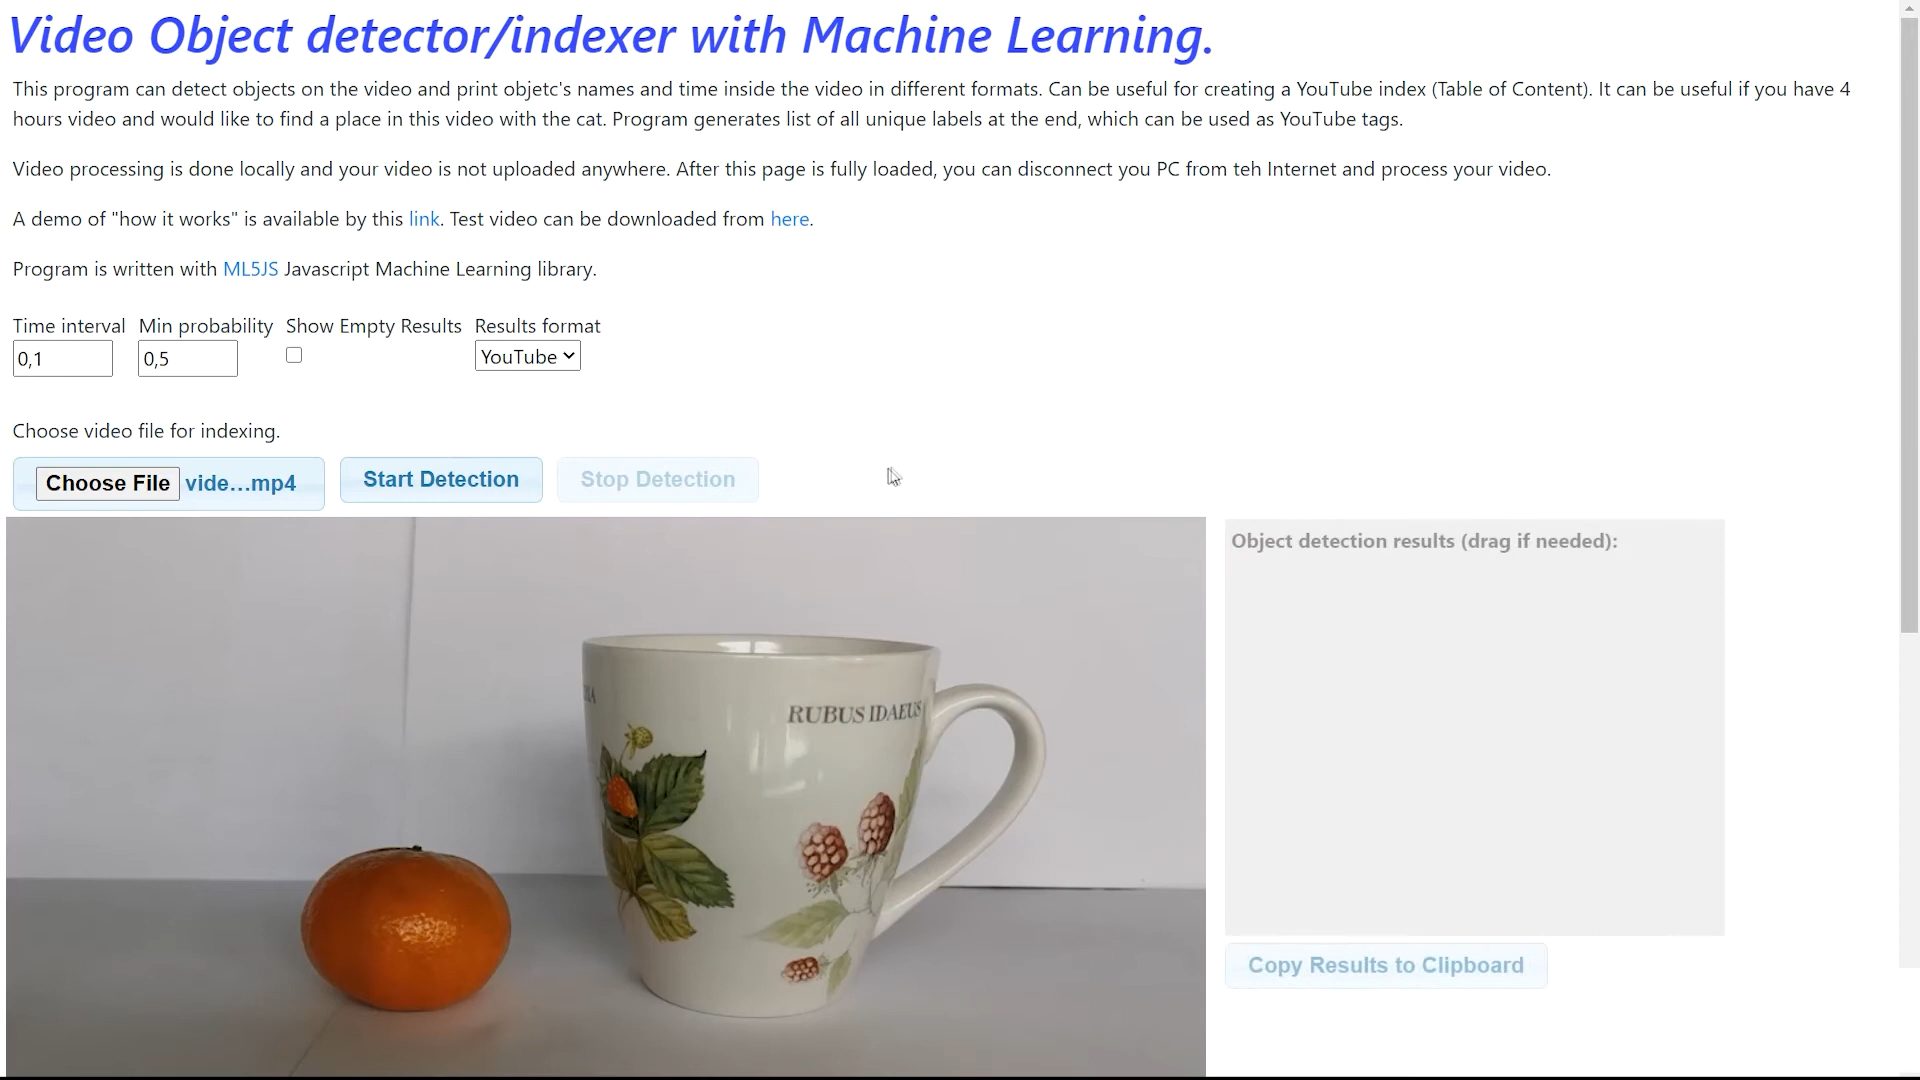 Video Object detector/indexer with Machine Learning.
This program can detect objects on the video and print objetc's names and time inside the video in different formats. Can be useful for creating a YouTube index (Table of Content). It can be useful if you have 4
hours video and would like to find a place in this video with the cat. Program generates list of all unique labels at the end, which can be used as YouTube tags.
Video processing is done locally and your video is not uploaded anywhere. After this page is fully loaded, you can disconnect you PC from teh Internet and process your video.
A demo of "how it works" is available by this link. Test video can be downloaded from here.
Program is written with ML5JS Javascript Machine Learning library.
Time interval Min probability Show Empty Results Results format
0,1 0,5 YouTube
Choose video file for indexing.
Choose File vide...mp4 Start Detection Stop Detection
Object detection results (drag if needed):
RUBUS IDAEUS
Copy Results to Clipboard